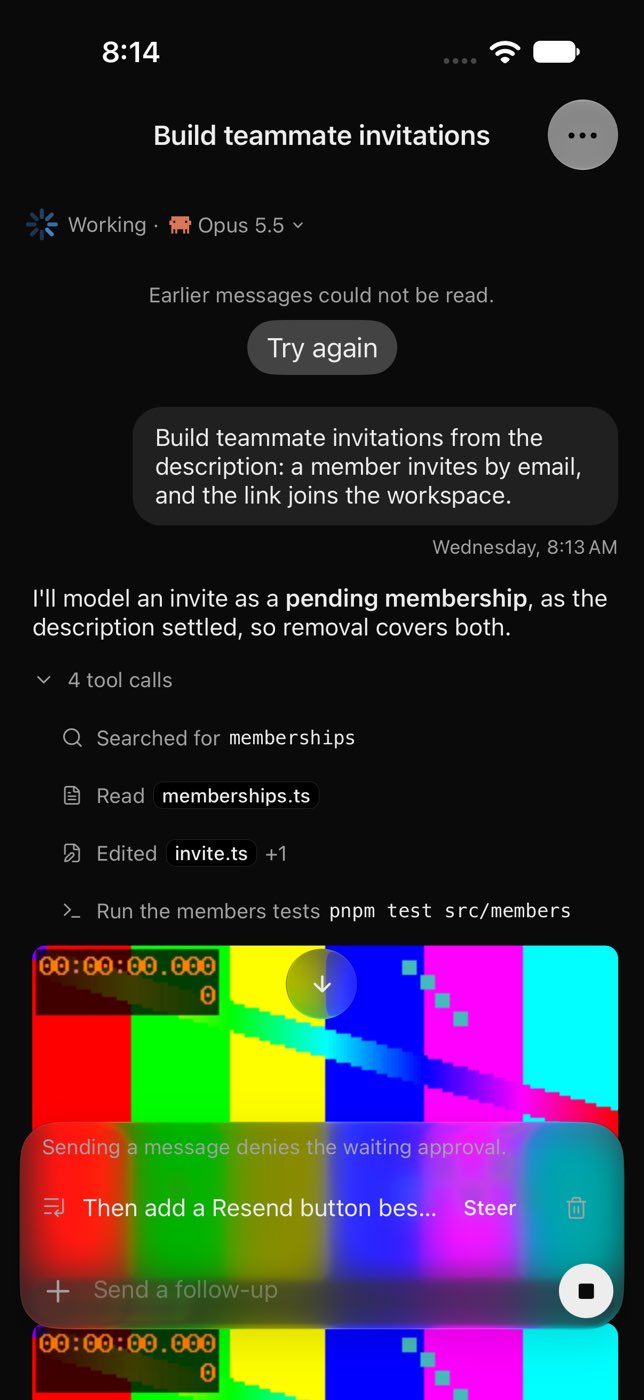 8:14
Build teammate invitations
Working · Opus 5.5
Earlier messages could not be read.
Try again
Build teammate invitations from the
description: a member invites by email,
and the link joins the workspace.
Wednesday, 8:13 AM
I'll model an invite as a pending membership, as the
description settled, so removal covers both.
4 tool calls
Searched for memberships
Read memberships.ts
Edited invite.ts +1
Run the members tests pnpm test src/members
00:00:00.000
0
Sending a message denies the waiting approval.
Then add a Resend button bes... Steer
Send a follow-up
00:00:00.000
0